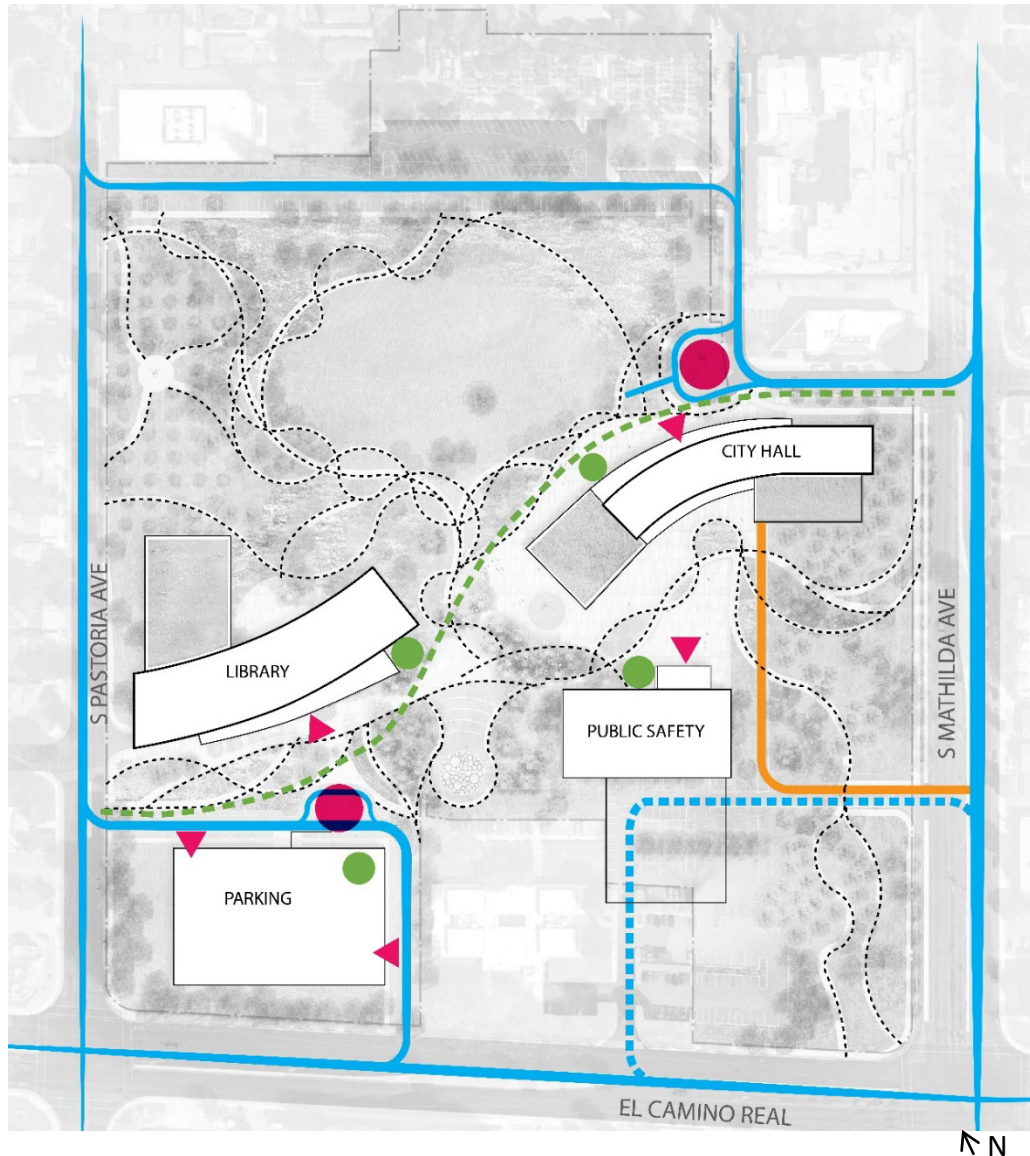 CITY HALL
S PASTORIA AVE
LIBRARY
S MATHILDA AVE
PUBLIC SAFETY
PARKING
EL CAMINO REAL
N